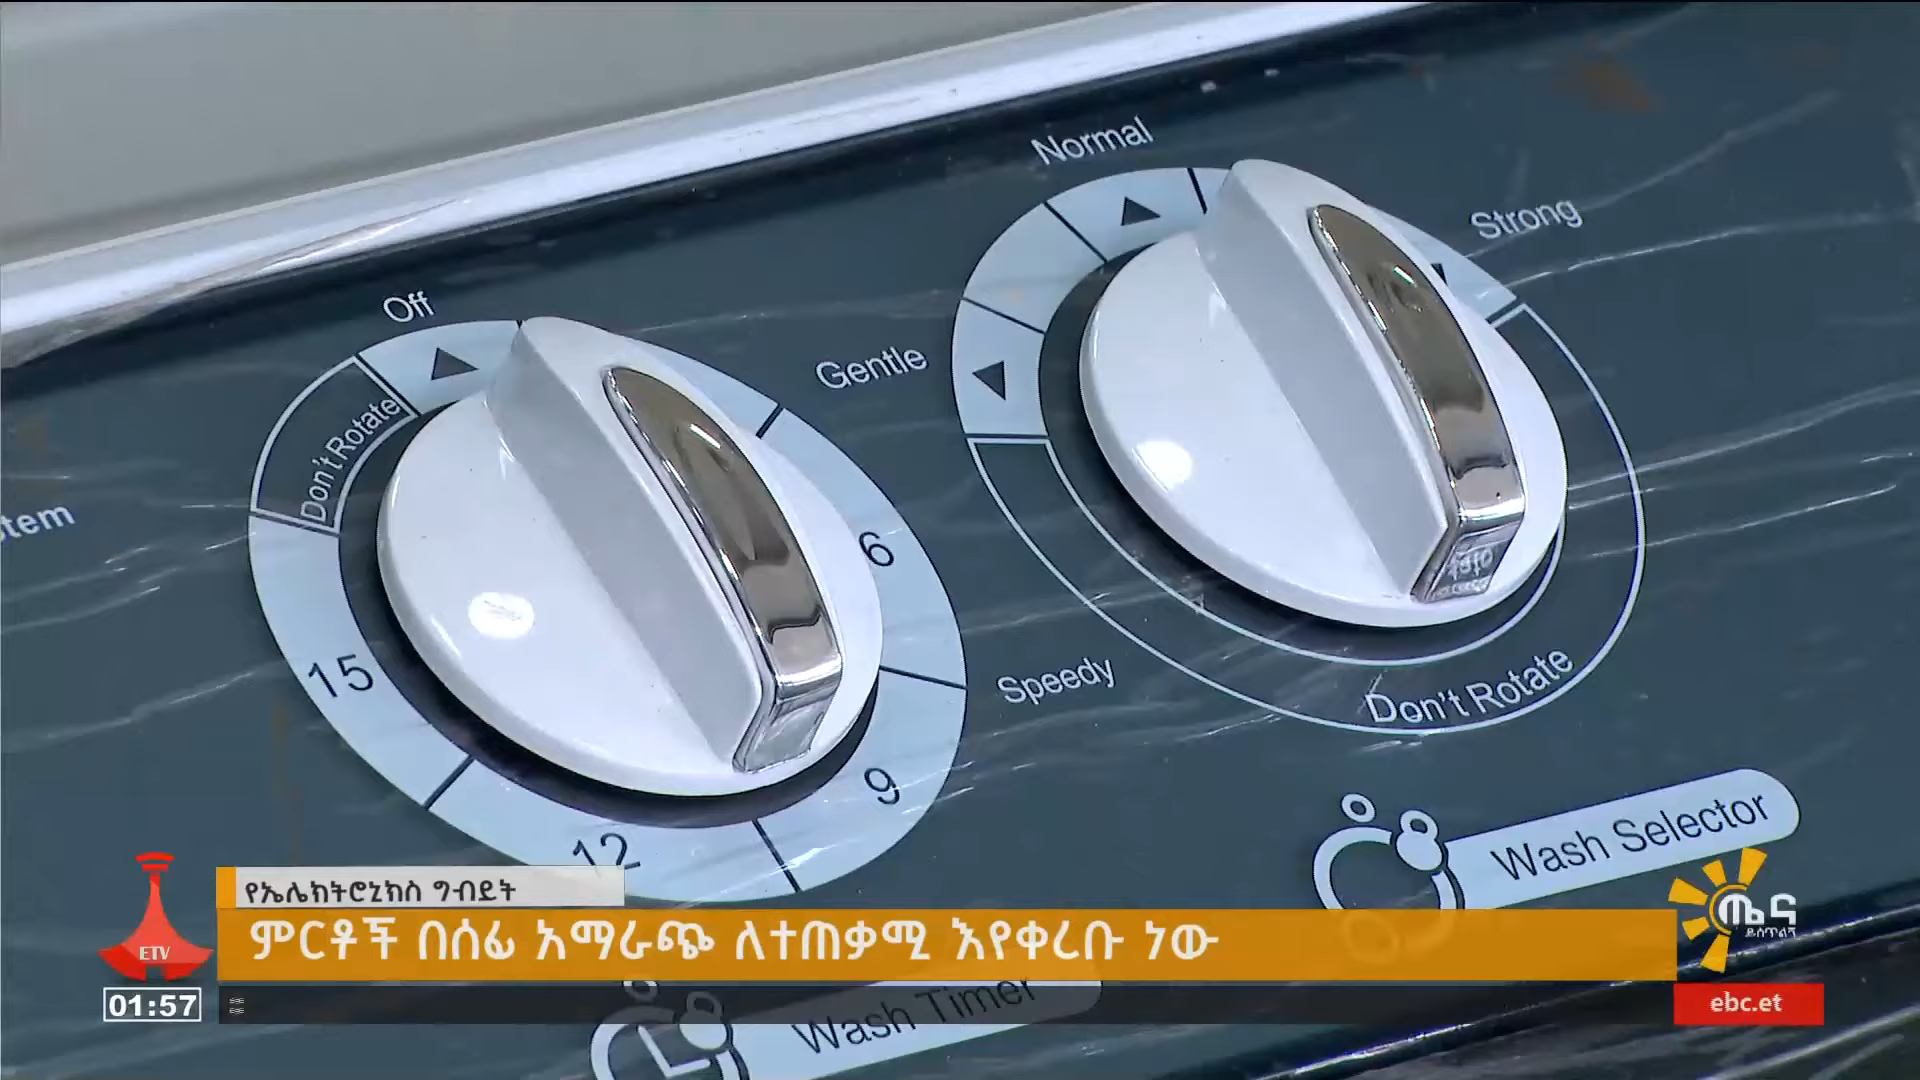 Normal
Strong
Off
Gentle
Don't Rotate
6
15
Speedy
Don't Rotate
9
12
Wash Selector
የኤሌክትሮኒክስ ግብይት
ምርቶች በሰፊ አማራጭ ለተጠቃሚ እየቀረቡ ነው
ETV
ጤና
ይስጥልኝ
01:57
ebc.et
Wash Timer